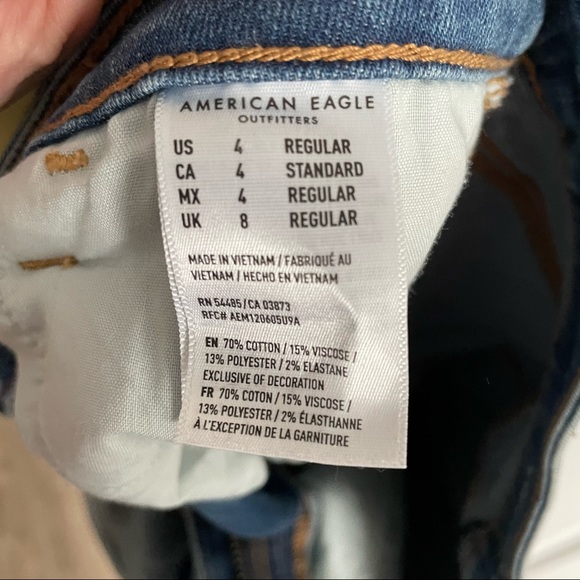 AMERICAN EAGLE
OUTFITTERS
US 4 REGULAR
CA 4 STANDARD
MX 4 REGULAR
UK 8 REGULAR
MADE IN VIETNAM / FABRIQUÉ AU
VIETNAM / HECHO EN VIETNAM
RN 54485 / CA 03873
RFC# AEM120605U9A
EN 70% COTTON / 15% VISCOSE /
13% POLYESTER / 2% ELASTANE
EXCLUSIVE OF DECORATION
FR 70% COTON / 15% VISCOSE /
13% POLYESTER / 2% ÉLASTHANNE
À L'EXCEPTION DE LA GARNITURE